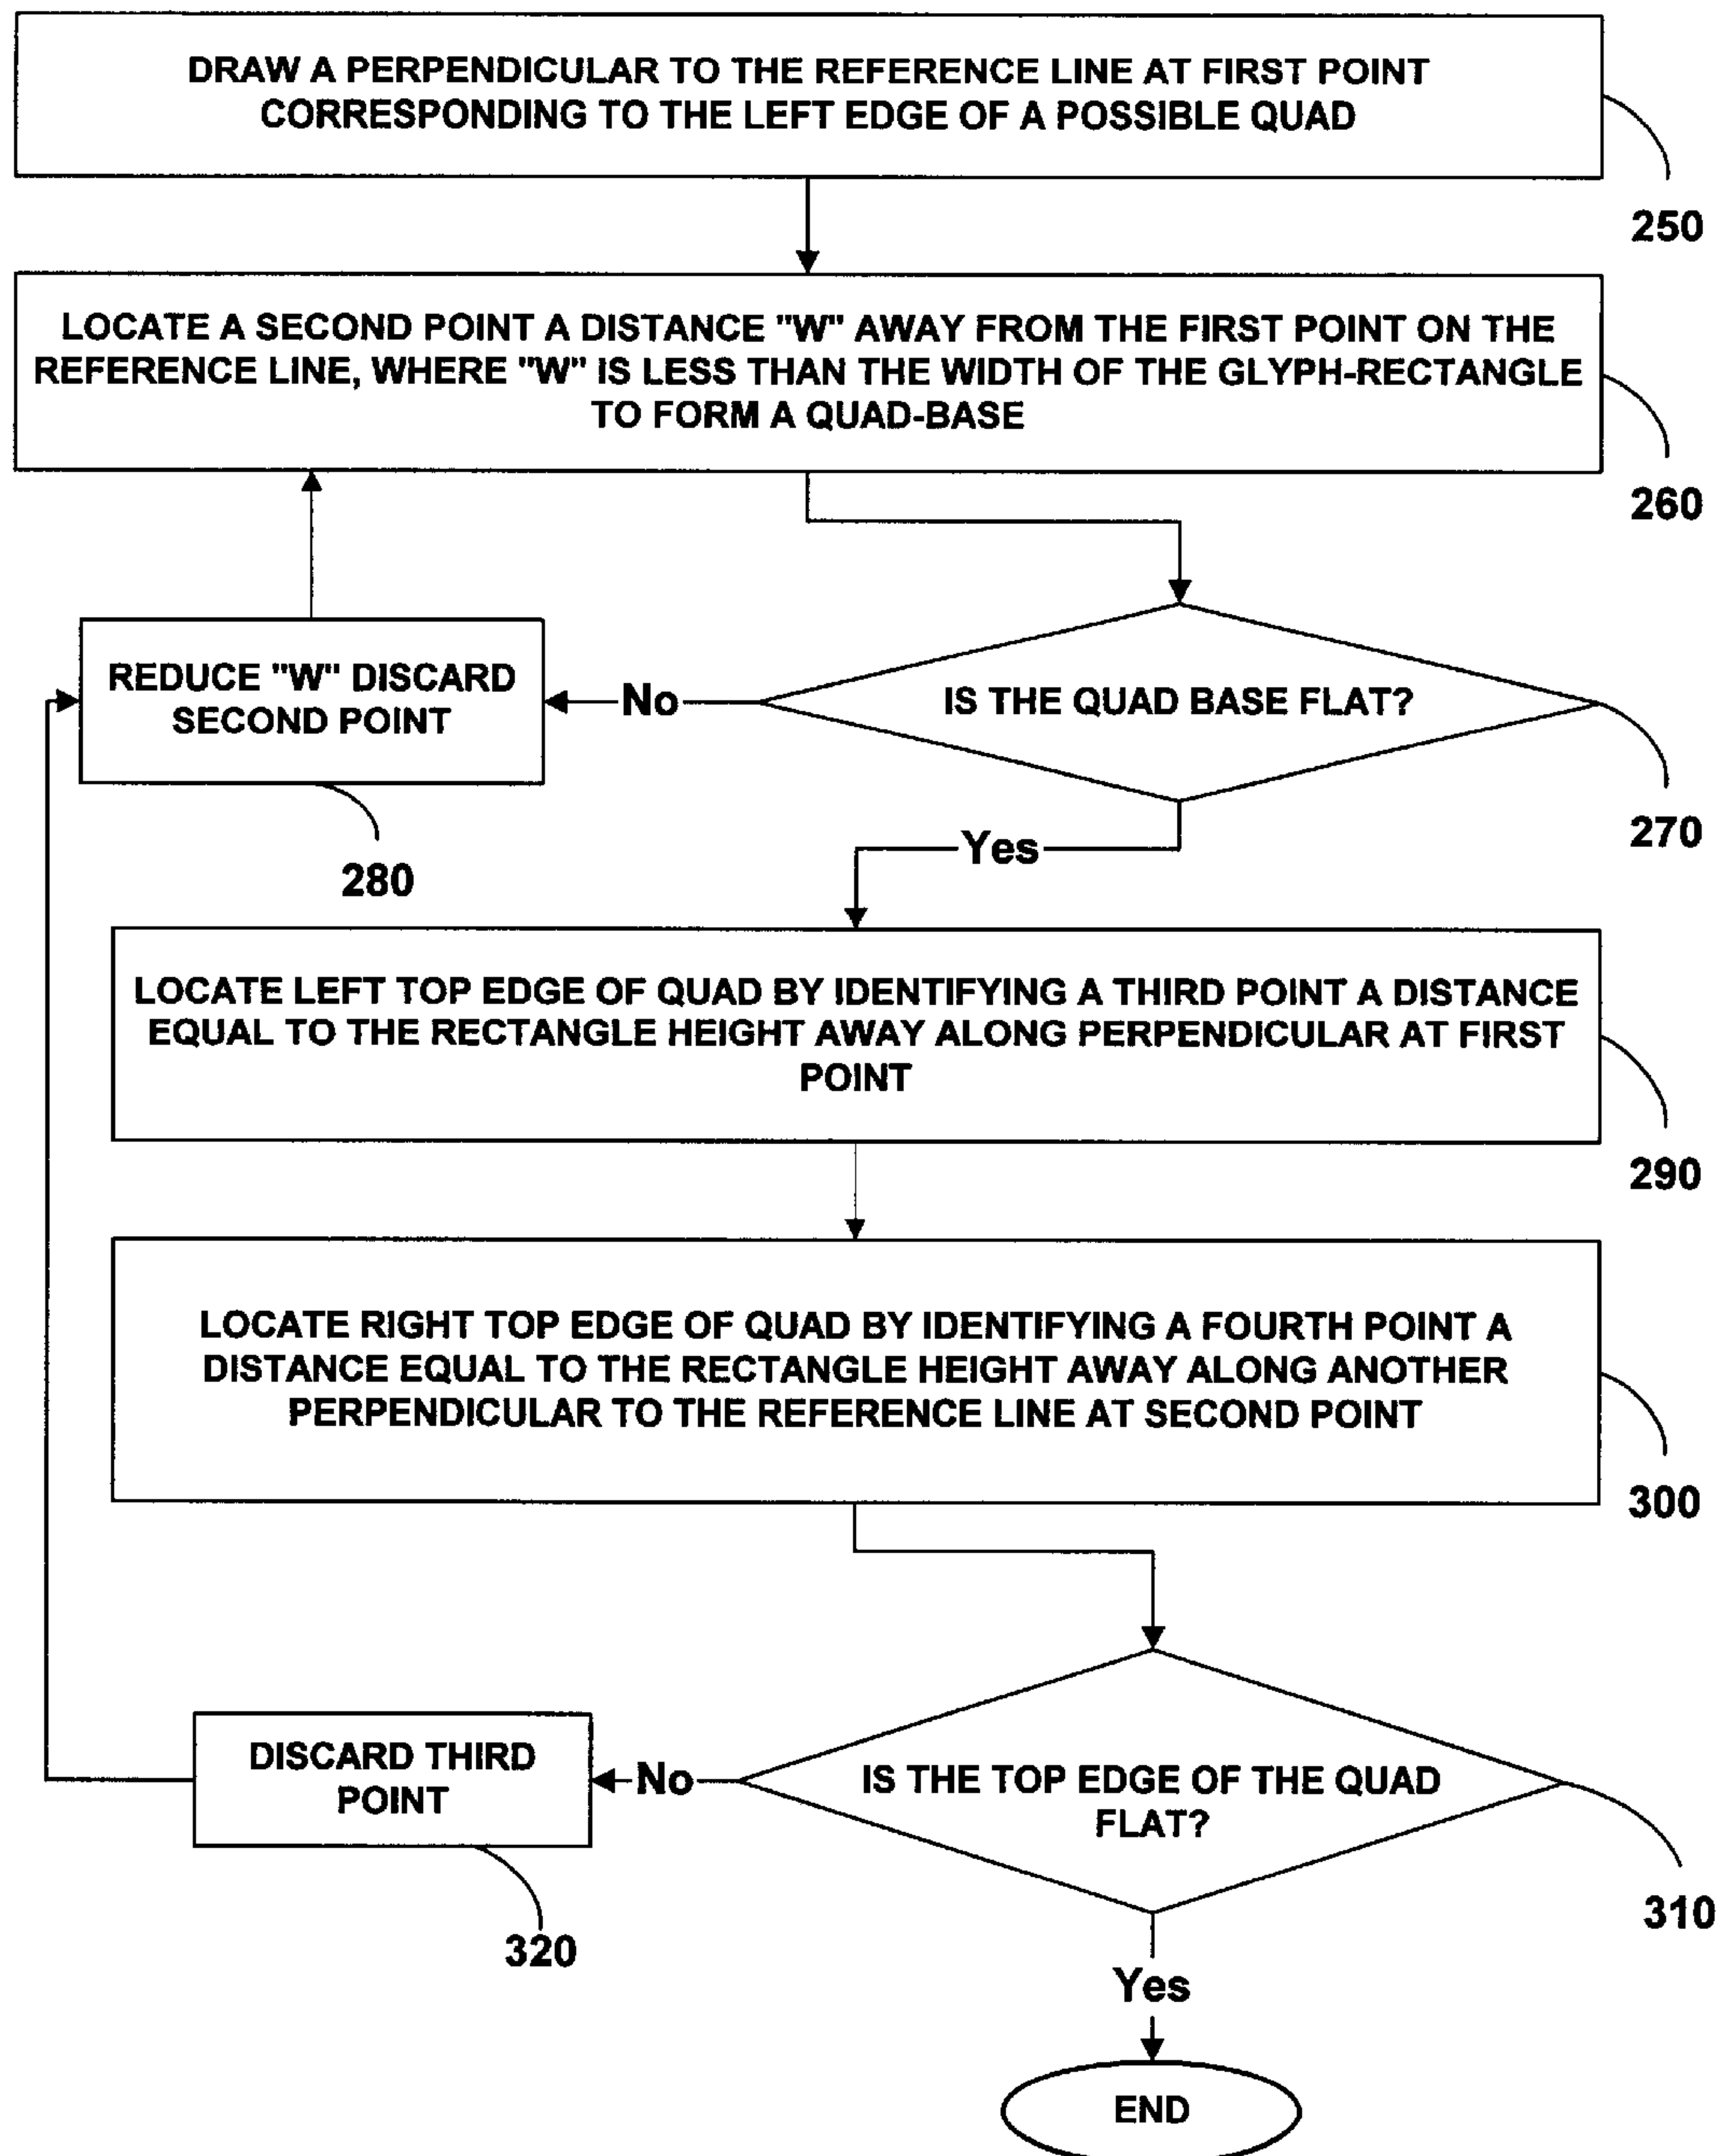 DRAW A PERPENDICULAR TO THE REFERENCE LINE AT FIRST POINT
CORRESPONDING TO THE LEFT EDGE OF A POSSIBLE QUAD
250
LOCATE A SECOND POINT A DISTANCE "W" AWAY FROM THE FIRST POINT ON THE
REFERENCE LINE, WHERE "W" IS LESS THAN THE WIDTH OF THE GLYPH-RECTANGLE
TO FORM A QUAD-BASE
260
REDUCE "W" DISCARD
SECOND POINT
No
IS THE QUAD BASE FLAT?
270
280
Yes
LOCATE LEFT TOP EDGE OF QUAD BY IDENTIFYING A THIRD POINT A DISTANCE
EQUAL TO THE RECTANGLE HEIGHT AWAY ALONG PERPENDICULAR AT FIRST
POINT
290
LOCATE RIGHT TOP EDGE OF QUAD BY IDENTIFYING A FOURTH POINT A
DISTANCE EQUAL TO THE RECTANGLE HEIGHT AWAY ALONG ANOTHER
PERPENDICULAR TO THE REFERENCE LINE AT SECOND POINT
300
DISCARD THIRD
POINT
No
IS THE TOP EDGE OF THE QUAD
FLAT?
310
320
Yes
END